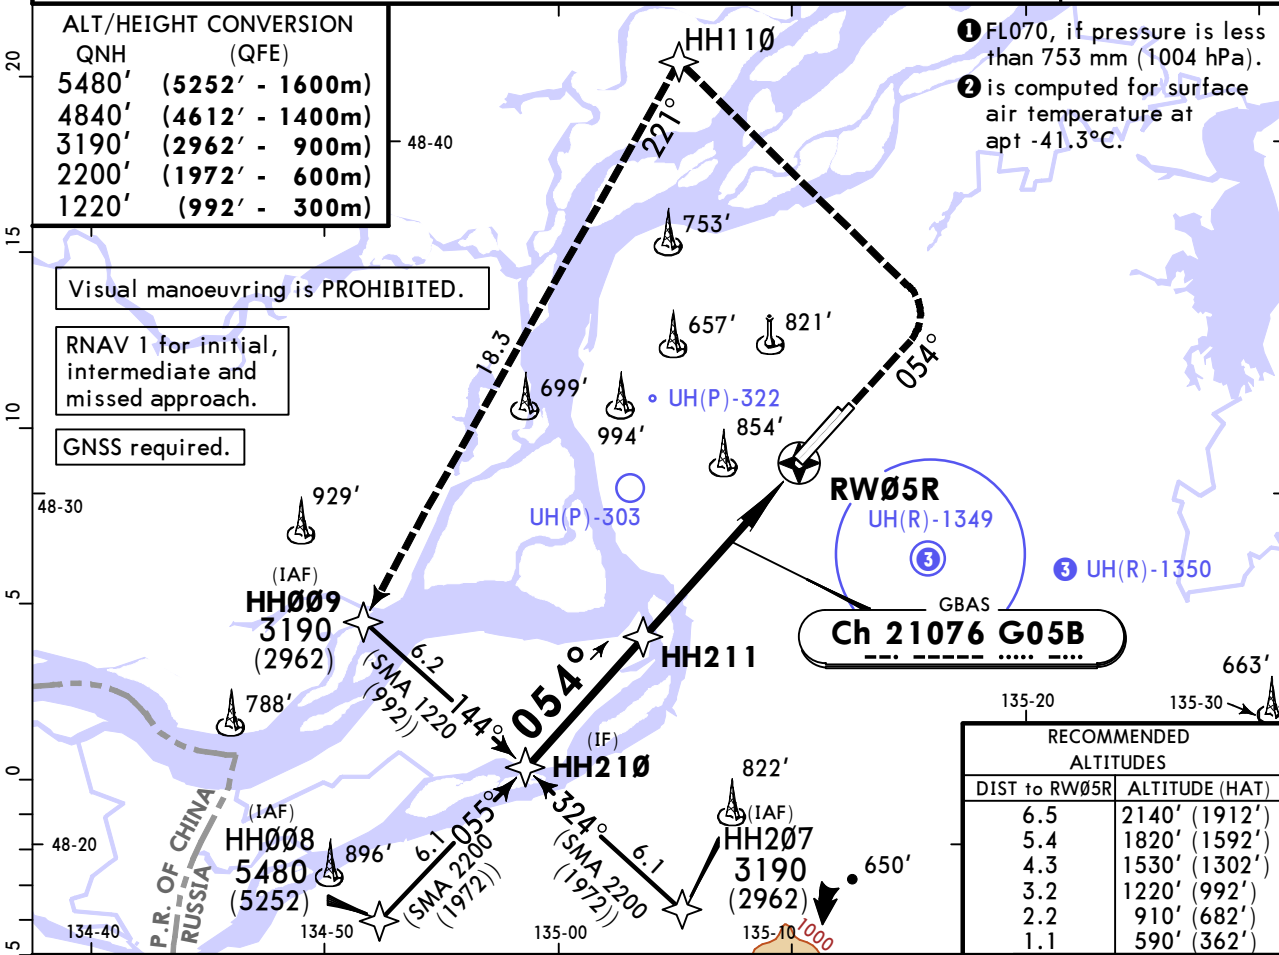 ALT/HEIGHT CONVERSION
QNH (QFE)
5480' (5252' - 1600m)
4840' (4612' - 1400m)
3190' (2962' - 900m)
2200' (1972' - 600m)
1220' (992' - 300m)
❶ FL070, if pressure is less
than 753 mm (1004 hPa).
❷ is computed for surface
air temperature at
apt -41.3°C.
HH11Ø
221°
48-40
20
15
10
5
0
5
753'
Visual manoeuvring is PROHIBITED.
RNAV 1 for initial,
intermediate and
missed approach.
GNSS required.
18.3
657'
821'
054°
699'
UH(P)-322
994'
854'
RWØ5R
48-30
929'
UH(P)-303
UH(R)-1349
❸
❸ UH(R)-1350
(IAF)
HHØØ9
3190
(2962)
GBAS
Ch 21076 G05B
6.2
(SMA 1220
(992))
144°
054°
HH211
663'
788'
135-20
135-30
(IF)
HH21Ø
822'
(IAF)
HHØØ8
5480
(5252)
896'
6.1
055°
(SMA 2200
(1972))
324°
6.1
(SMA 2200
(1972))
(IAF)
HH2Ø7
3190
(2962)
650'
1000
48-20
P.R. OF CHINA
RUSSIA
134-40
134-50
135-00
135-10
RECOMMENDED
ALTITUDES
DIST to RWØ5R ALTITUDE (HAT)
6.5 2140' (1912')
5.4 1820' (1592')
4.3 1530' (1302')
3.2 1220' (992')
2.2 910' (682')
1.1 590' (362')